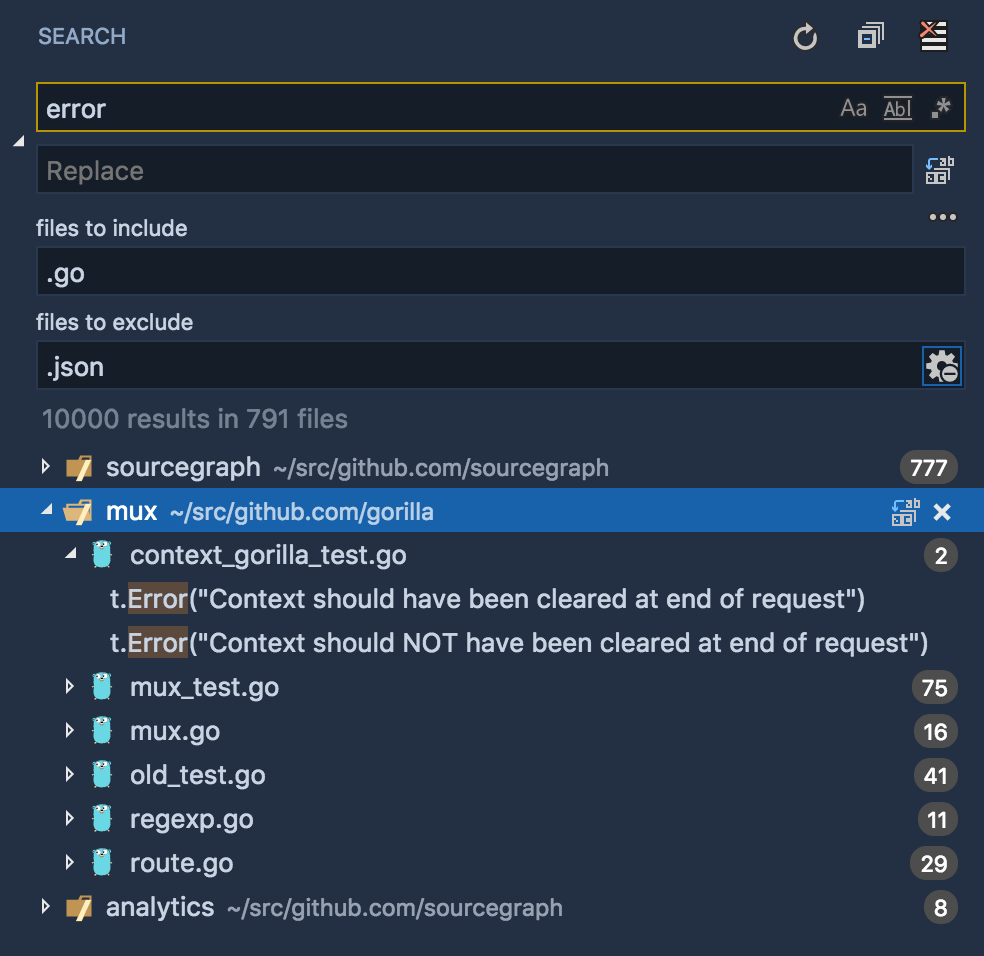 SEARCH
error Aa Abl .*
Replace
files to include
.go
files to exclude
.json
10000 results in 791 files
sourcegraph ~/src/github.com/sourcegraph 777
mux ~/src/github.com/gorilla
context_gorilla_test.go 2
t.Error("Context should have been cleared at end of request")
t.Error("Context should NOT have been cleared at end of request")
mux_test.go 75
mux.go 16
old_test.go 41
regexp.go 11
route.go 29
analytics ~/src/github.com/sourcegraph 8